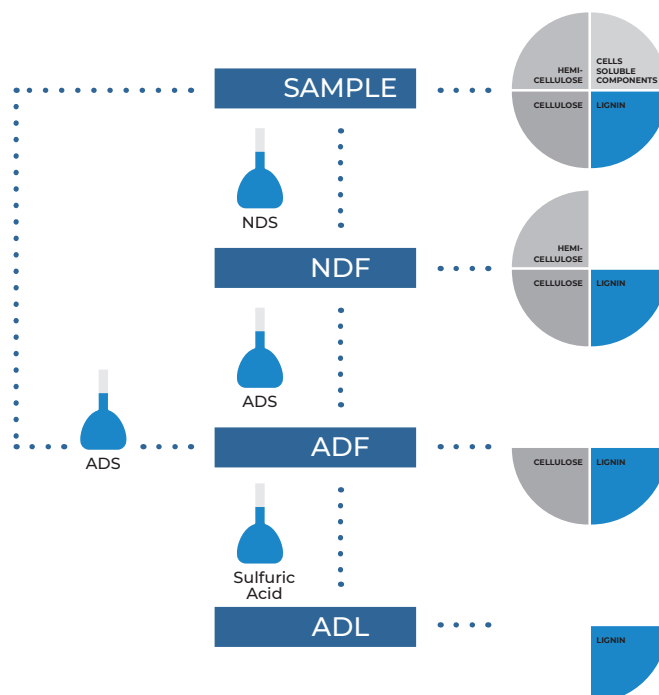 SAMPLE
HEMI-
CELLULOSE
CELLS
SOLUBLE
COMPONENTS
CELLULOSE
LIGNIN
NDS
NDF
HEMI-
CELLULOSE
CELLULOSE
LIGNIN
ADS
ADS
ADF
CELLULOSE
LIGNIN
Sulfuric
Acid
ADL
LIGNIN